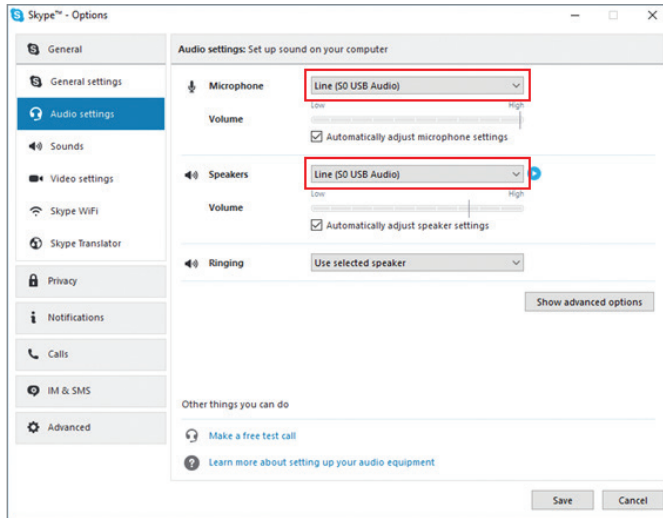 Skype™ - Options
General
General settings
Audio settings
Sounds
Video settings
Skype WiFi
Skype Translator
Privacy
Notifications
Calls
IM & SMS
Advanced
Audio settings: Set up sound on your computer
Microphone
Line (S0 USB Audio)
Low High
Volume
Automatically adjust microphone settings
Speakers
Line (S0 USB Audio)
Low High
Volume
Automatically adjust speaker settings
Ringing
Use selected speaker
Show advanced options
Other things you can do
Make a free test call
Learn more about setting up your audio equipment
Save
Cancel